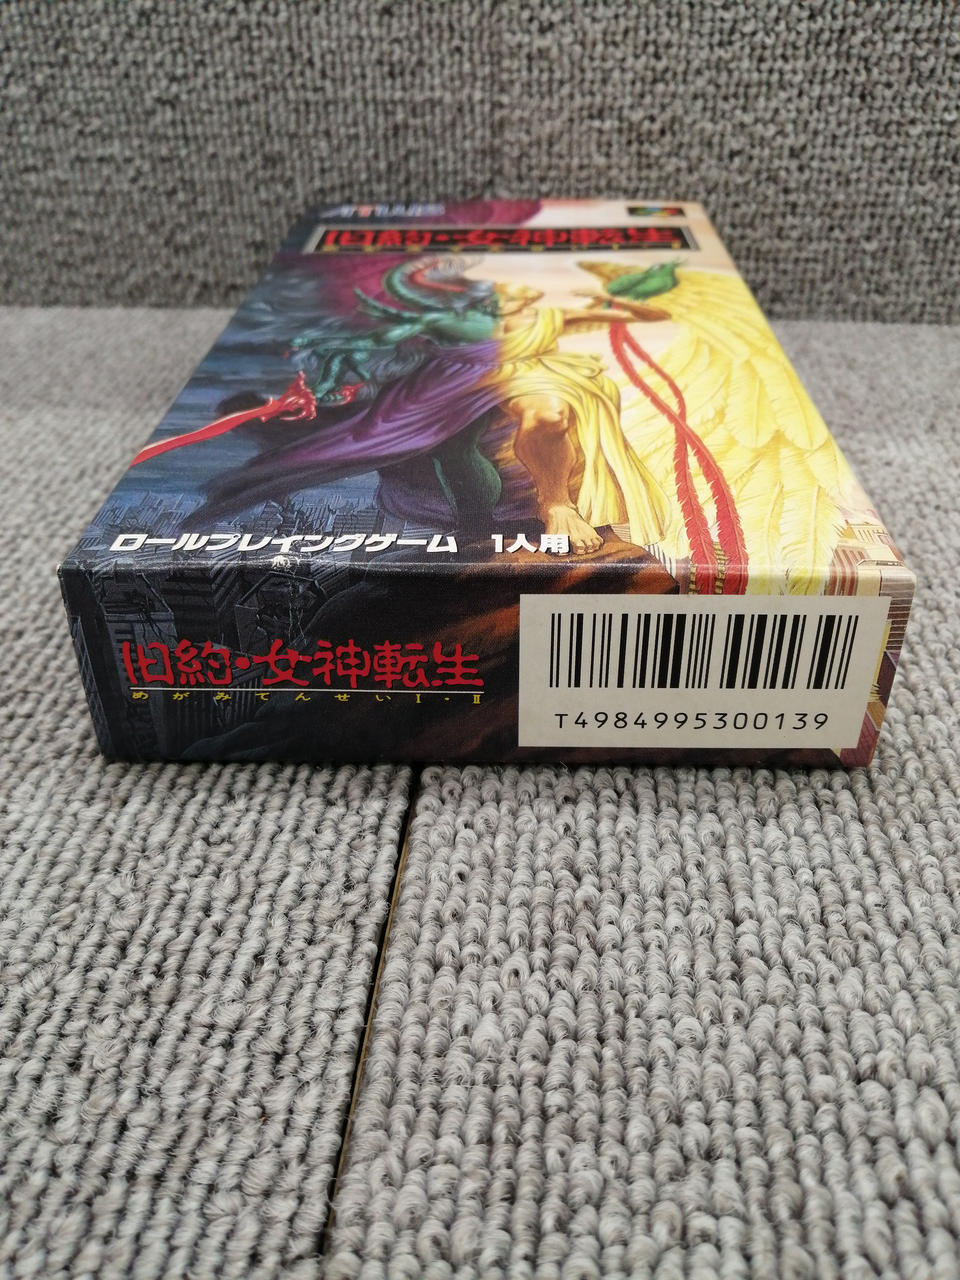 ATLUS
旧約・女神転生
ロールプレイングゲーム 1人用
旧約・女神転生
めがみてんせいI・II
T4984995300139